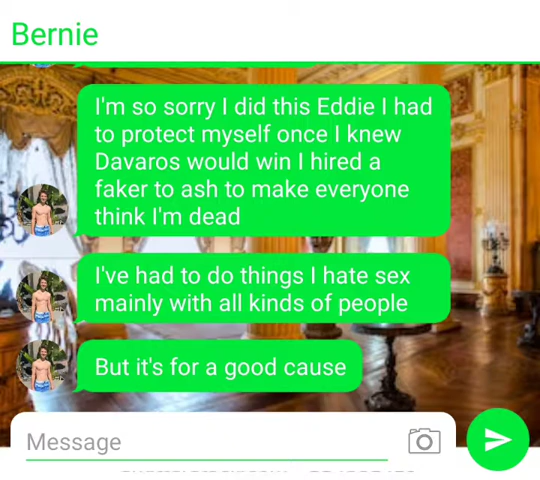 Bernie
I'm so sorry I did this Eddie I had
to protect myself once I knew
Davaros would win I hired a
faker to ash to make everyone
think I'm dead
I've had to do things I hate sex
mainly with all kinds of people
But it's for a good cause
Message